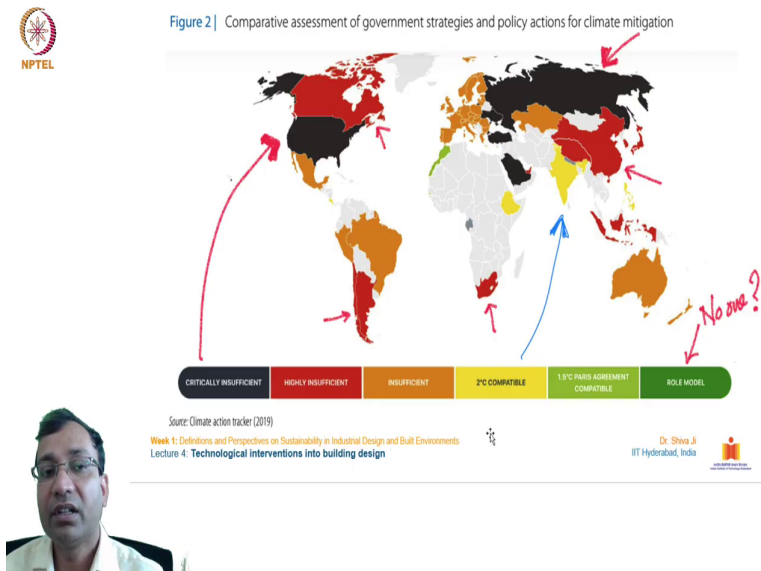 Figure 2 | Comparative assessment of government strategies and policy actions for climate mitigation
NPTEL
No one?
CRITICALLY INSUFFICIENT
HIGHLY INSUFFICIENT
INSUFFICIENT
2°C COMPATIBLE
1.5°C PARIS AGREEMENT
COMPATIBLE
ROLE MODEL
Source: Climate action tracker (2019)
Week 1: Definitions and Perspectives on Sustainability in Industrial Design and Built Environments
Lecture 4: Technological interventions into building design
Dr. Shiva Ji
IIT Hyderabad, India